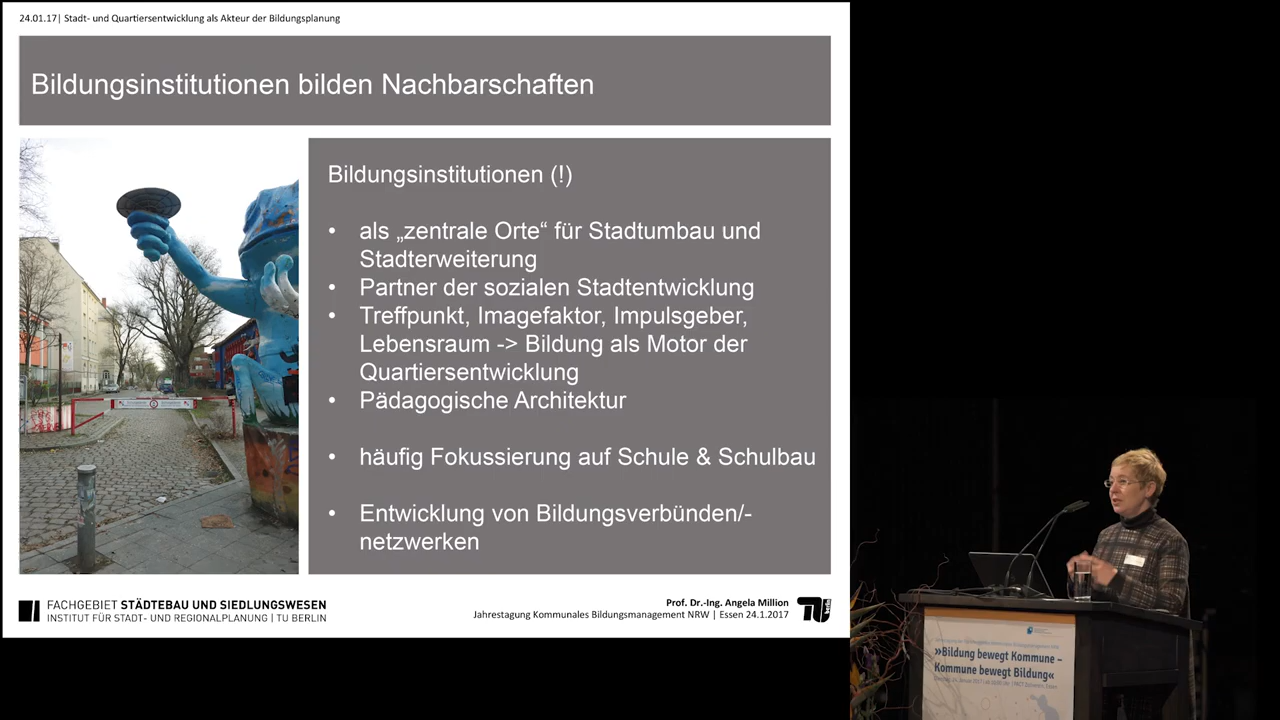 24.01.17| Stadt- und Quartiersentwicklung als Akteur der Bildungsplanung
Bildungsinstitutionen bilden Nachbarschaften
Bildungsinstitutionen (!)
• als „zentrale Orte“ für Stadtumbau und
Stadterweiterung
• Partner der sozialen Stadtentwicklung
• Treffpunkt, Imagefaktor, Impulsgeber,
Lebensraum -> Bildung als Motor der
Quartiersentwicklung
• Pädagogische Architektur
• häufig Fokussierung auf Schule & Schulbau
• Entwicklung von Bildungsverbünden/-
netzwerken
FACHGEBIET STÄDTEBAU UND SIEDLUNGSWESEN
INSTITUT FÜR STADT- UND REGIONALPLANUNG | TU BERLIN
Prof. Dr.-Ing. Angela Million
Jahrestagung Kommunales Bildungsmanagement NRW | Essen 24.1.2017
TU berlin
»Bildung bewegt Kommune –
Kommune bewegt Bildung«